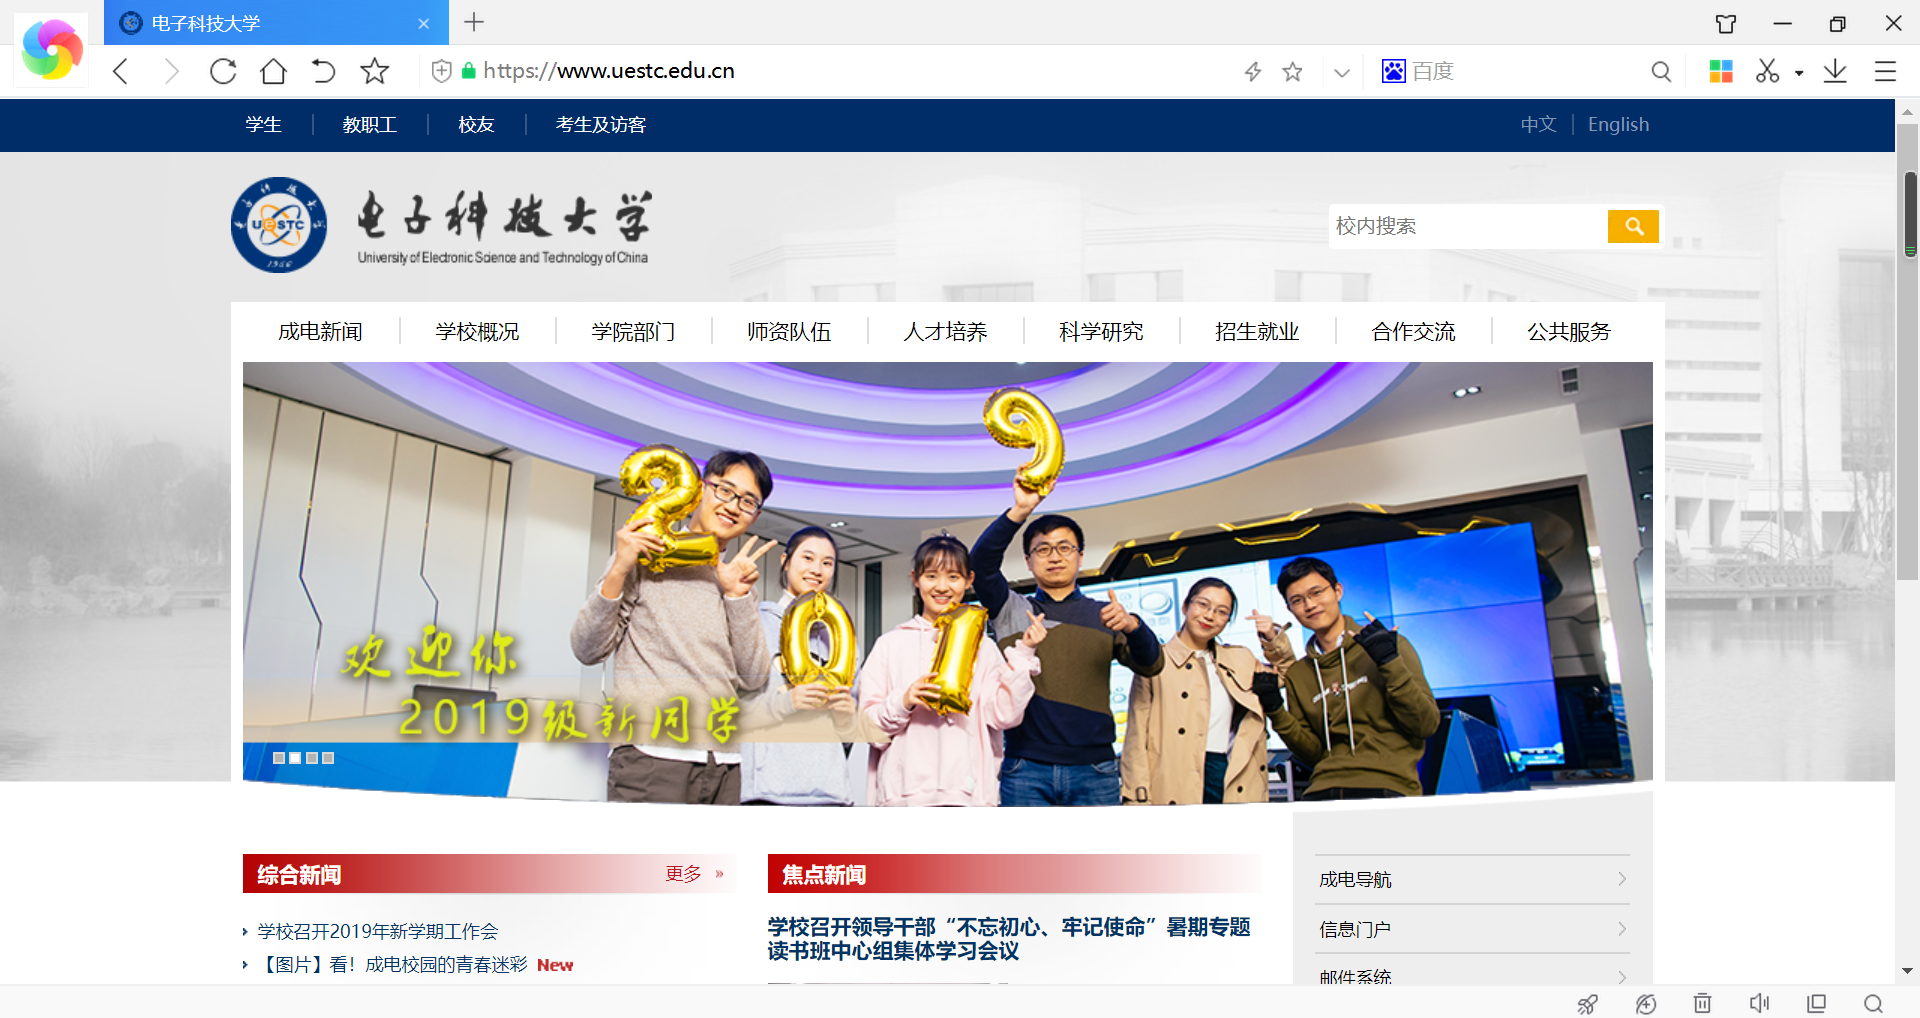 电子科技大学
https://www.uestc.edu.cn
百度
学生
教职工
校友
考生及访客
中文
English
UESTC
1956
电子科技大学
University of Electronic Science and Technology of China
校内搜索
成电新闻
学校概况
学院部门
师资队伍
人才培养
科学研究
招生就业
合作交流
公共服务
2 0 1 9
欢迎你
2019级新同学
综合新闻
更多 »
学校召开2019年新学期工作会
【图片】看！成电校园的青春迷彩 New
焦点新闻
学校召开领导干部“不忘初心、牢记使命”暑期专题
读书班中心组集体学习会议
成电导航
信息门户
邮件系统